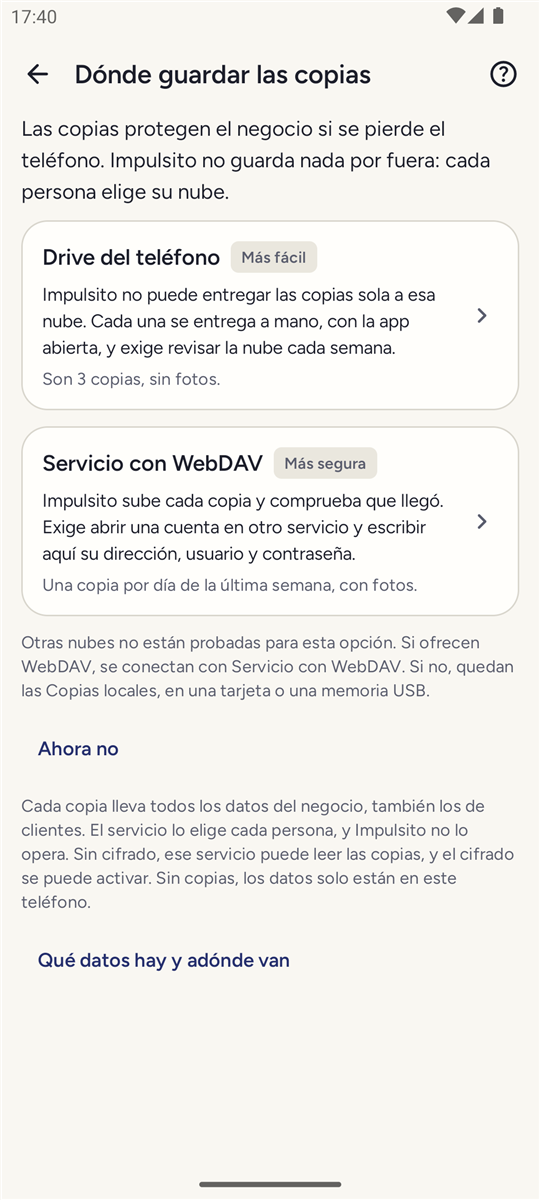 17:40
Dónde guardar las copias
Las copias protegen el negocio si se pierde el
teléfono. Impulsito no guarda nada por fuera: cada
persona elige su nube.
Drive del teléfono Más fácil
Impulsito no puede entregar las copias sola a esa
nube. Cada una se entrega a mano, con la app
abierta, y exige revisar la nube cada semana.
Son 3 copias, sin fotos.
Servicio con WebDAV Más segura
Impulsito sube cada copia y comprueba que llegó.
Exige abrir una cuenta en otro servicio y escribir
aquí su dirección, usuario y contraseña.
Una copia por día de la última semana, con fotos.
Otras nubes no están probadas para esta opción. Si ofrecen
WebDAV, se conectan con Servicio con WebDAV. Si no, quedan
las Copias locales, en una tarjeta o una memoria USB.
Ahora no
Cada copia lleva todos los datos del negocio, también los de
clientes. El servicio lo elige cada persona, y Impulsito no lo
opera. Sin cifrado, ese servicio puede leer las copias, y el cifrado
se puede activar. Sin copias, los datos solo están en este
teléfono.
Qué datos hay y adónde van